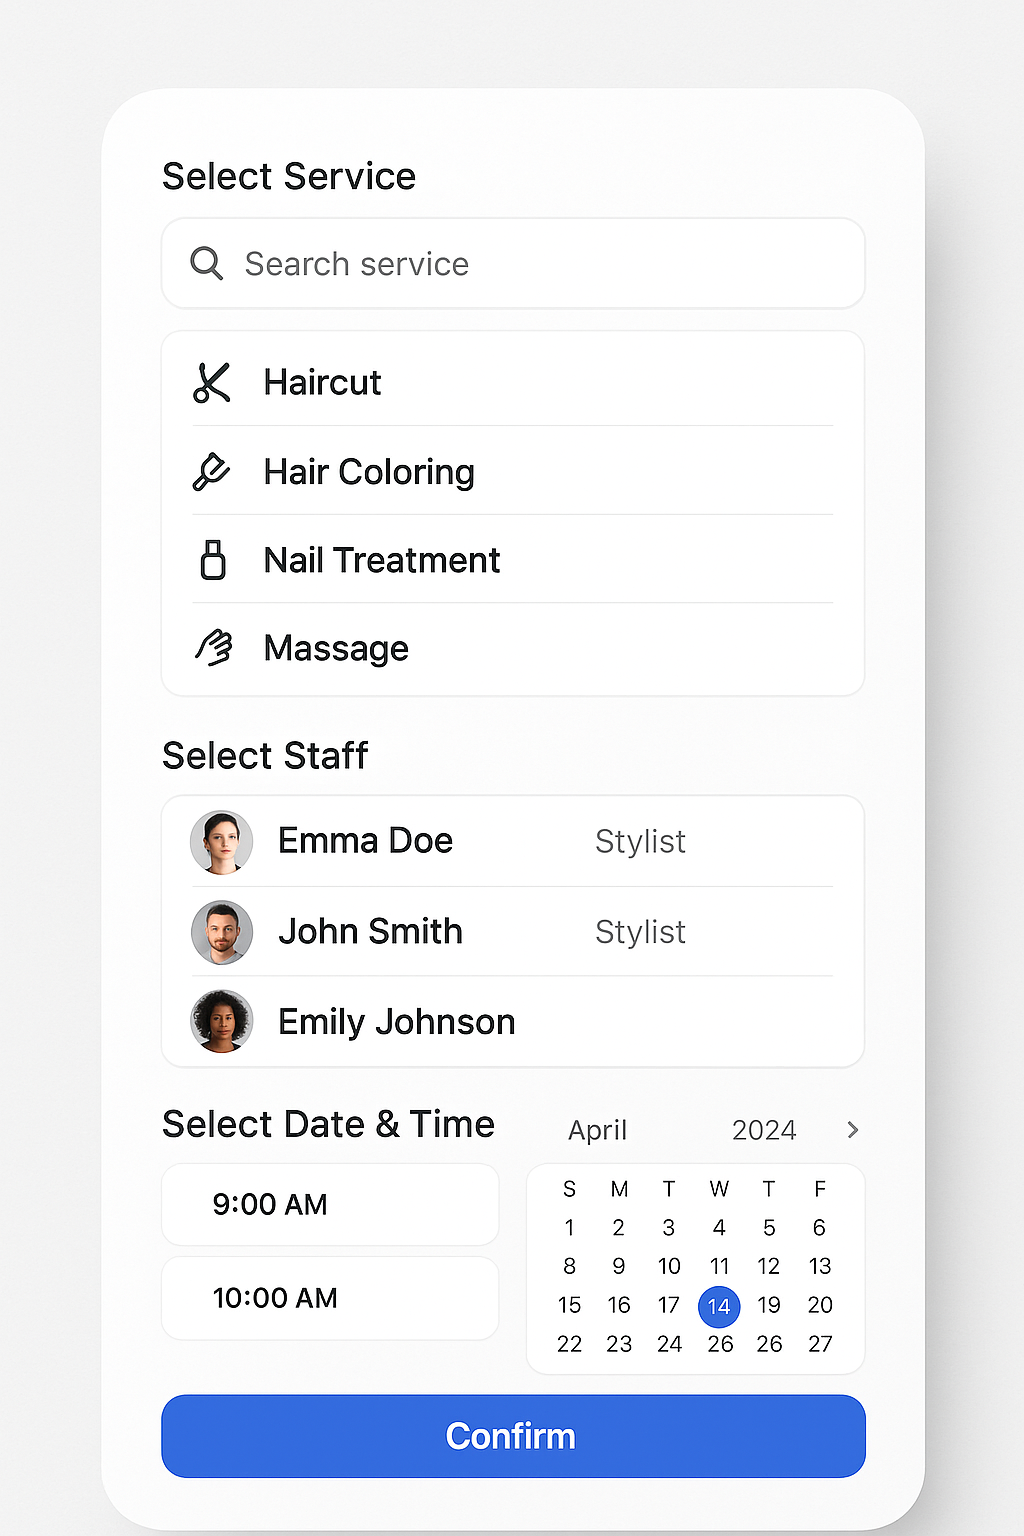 Select Service
Search service
Haircut
Hair Coloring
Nail Treatment
Massage
Select Staff
Emma Doe Stylist
John Smith Stylist
Emily Johnson
Select Date & Time
9:00 AM
10:00 AM
April 2024 >
S M T W T F
1 2 3 4 5 6
8 9 10 11 12 13
15 16 17 14 19 20
22 23 24 26 26 27
Confirm